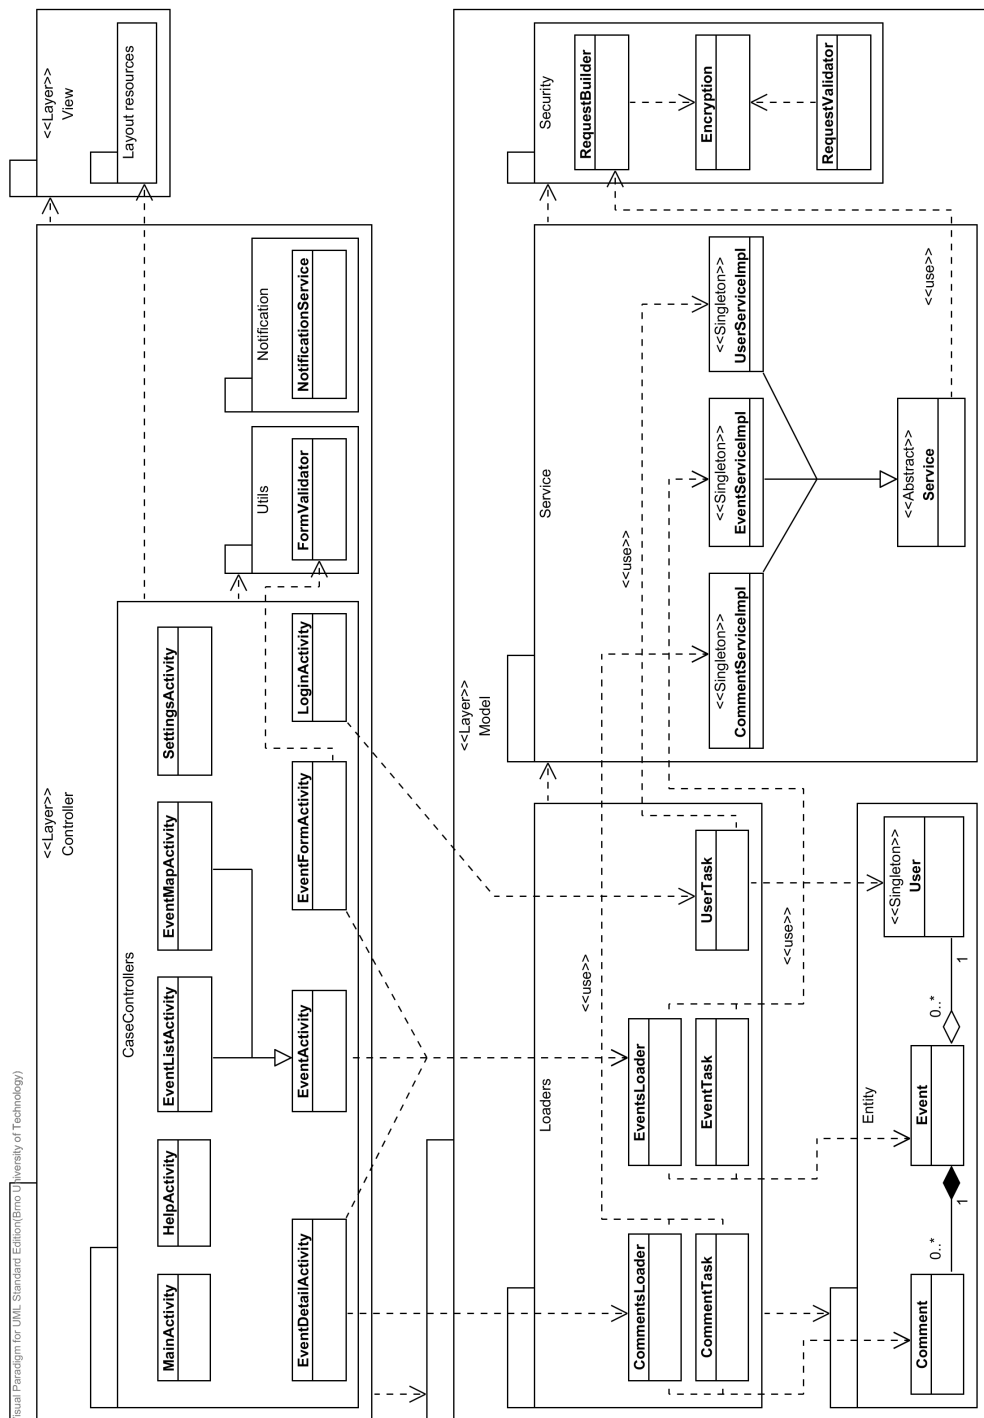 Visual Paradigm for UML Standard Edition(Brno University of Technology)
<<Layer>>
Controller
CaseControllers
MainActivity
HelpActivity
EventListActivity
EventMapActivity
SettingsActivity
EventDetailActivity
EventActivity
EventFormActivity
LoginActivity
Utils
FormValidator
Notification
NotificationService
<<Layer>>
View
Layout resources
<<Layer>>
Model
Loaders
<<use>>
CommentsLoader
CommentTask
EventsLoader
EventTask
UserTask
<<use>>
Entity
Comment
0..*
1
Event
0..*
1
<<Singleton>>
User
Service
<<use>>
<<Singleton>>
CommentServiceImpl
<<Singleton>>
EventServiceImpl
<<Singleton>>
UserServiceImpl
<<Abstract>>
Service
<<use>>
Security
RequestBuilder
Encryption
RequestValidator